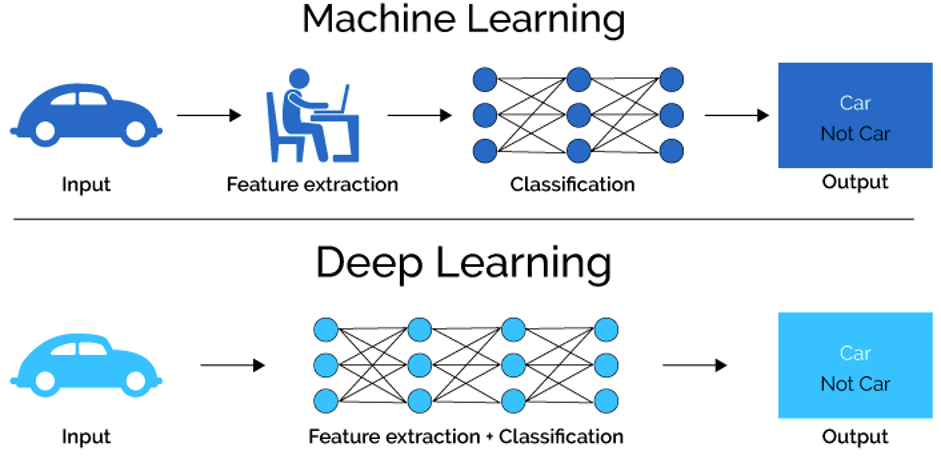 Machine Learning
Car
Not Car
Input
Feature extraction
Classification
Output
Deep Learning
Car
Not Car
Input
Feature extraction + Classification
Output